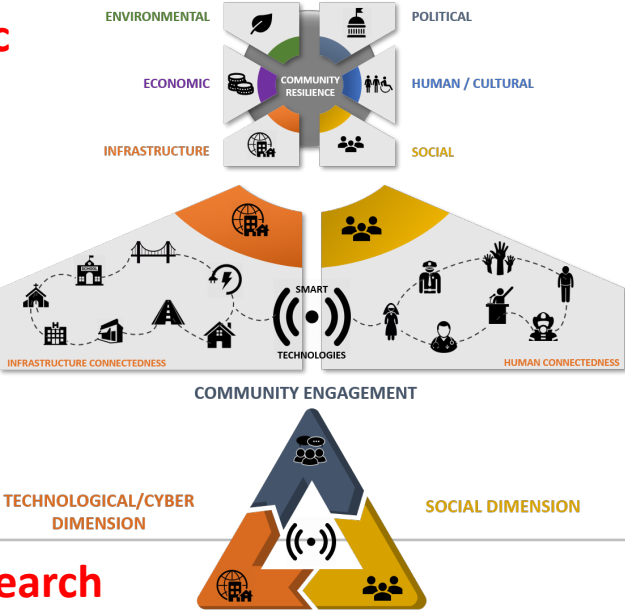 ENVIRONMENTAL
POLITICAL
c
ECONOMIC
COMMUNITY
RESILIENCE
HUMAN / CULTURAL
INFRASTRUCTURE
SOCIAL
SCHOOL
SMART
TECHNOLOGIES
INFRASTRUCTURE CONNECTEDNESS
HUMAN CONNECTEDNESS
COMMUNITY ENGAGEMENT
TECHNOLOGICAL/CYBER
DIMENSION
SOCIAL DIMENSION
earch